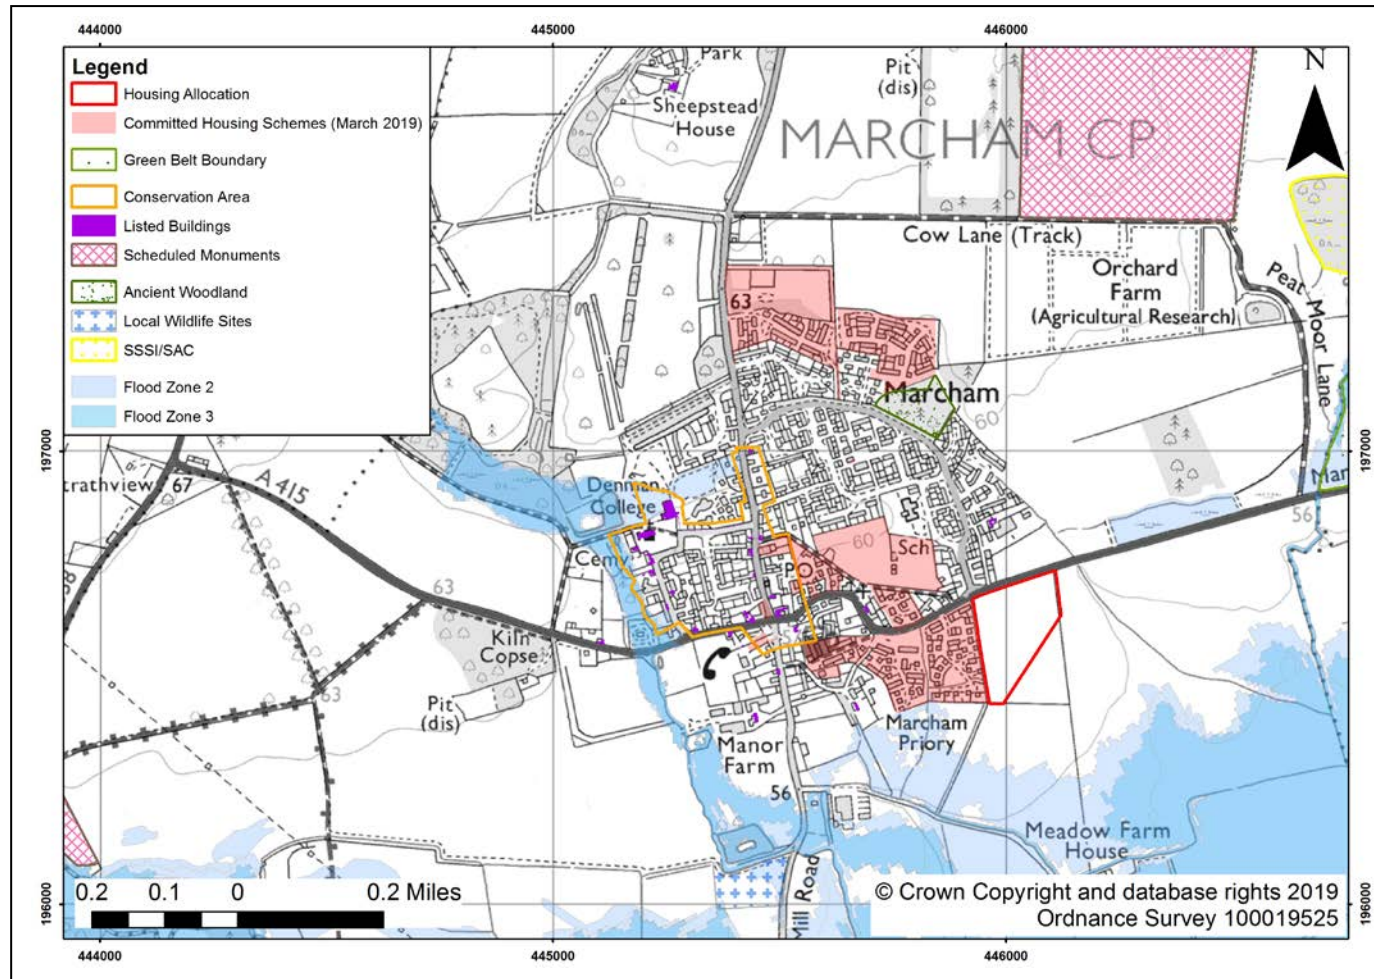 444000
445000
446000
Legend
Housing Allocation
Committed Housing Schemes (March 2019)
Green Belt Boundary
Conservation Area
Listed Buildings
Scheduled Monuments
Ancient Woodland
Local Wildlife Sites
SSSI/SAC
Flood Zone 2
Flood Zone 3
Park
Sheepstead
House
Pit
(dis)
MARCHAM CP
N
Cow Lane (Track)
Orchard
Farm
(Agricultural Research)
Peat Moor Lane
63
Marcham
60
197000
197000
trathview
67
A 415
Denman
College
Cem
60
Sch
PO
Mar
56
63
Kiln
Copse
Pit
(dis)
63
Manor
Farm
Marcham
Priory
56
Meadow Farm
House
Mill Road
0.2 0.1 0 0.2 Miles
© Crown Copyright and database rights 2019
Ordnance Survey 100019525
196000
196000
444000
445000
446000